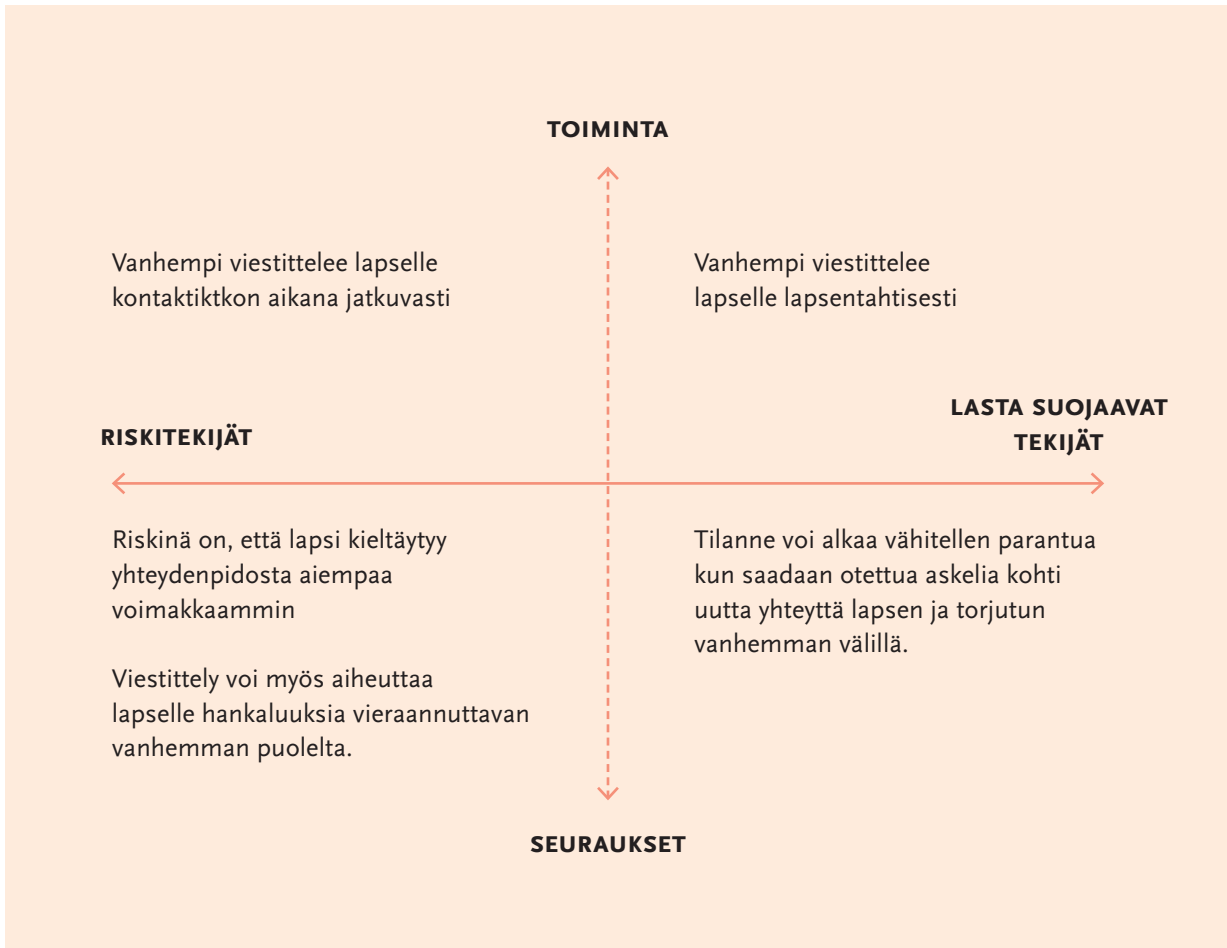 TOIMINTA
Vanhempi viestittelee lapselle
kontaktiktkon aikana jatkuvasti
Vanhempi viestittelee
lapselle lapsentahtisesti
RISKITEKIJÄT
LASTA SUOJAAVAT
TEKIJÄT
Riskinä on, että lapsi kieltäytyy
yhteydenpidosta aiempaa
voimakkaammin
Viestittely voi myös aiheuttaa
lapselle hankaluuksia vieraannuttavan
vanhemman puolelta.
Tilanne voi alkaa vähitellen parantua
kun saadaan otettua askelia kohti
uutta yhteyttä lapsen ja torjutun
vanhemman välillä.
SEURAUKSET